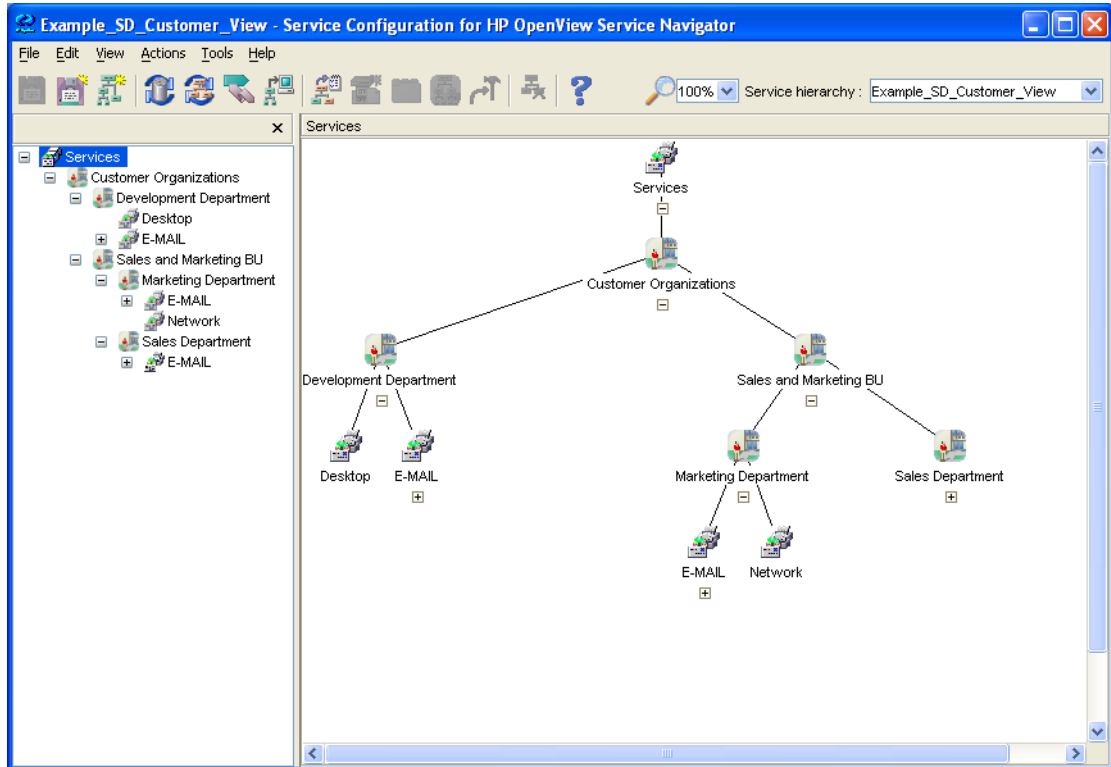 Example_SD_Customer_View - Service Configuration for HP OpenView Service Navigator
File Edit View Actions Tools Help
100% Service hierarchy : Example_SD_Customer_View
Services
Services
Customer Organizations
Development Department
Desktop
E-MAIL
Sales and Marketing BU
Marketing Department
E-MAIL
Network
Sales Department
E-MAIL
Services
Customer Organizations
Development Department Sales and Marketing BU
Desktop E-MAIL Marketing Department Sales Department
E-MAIL Network